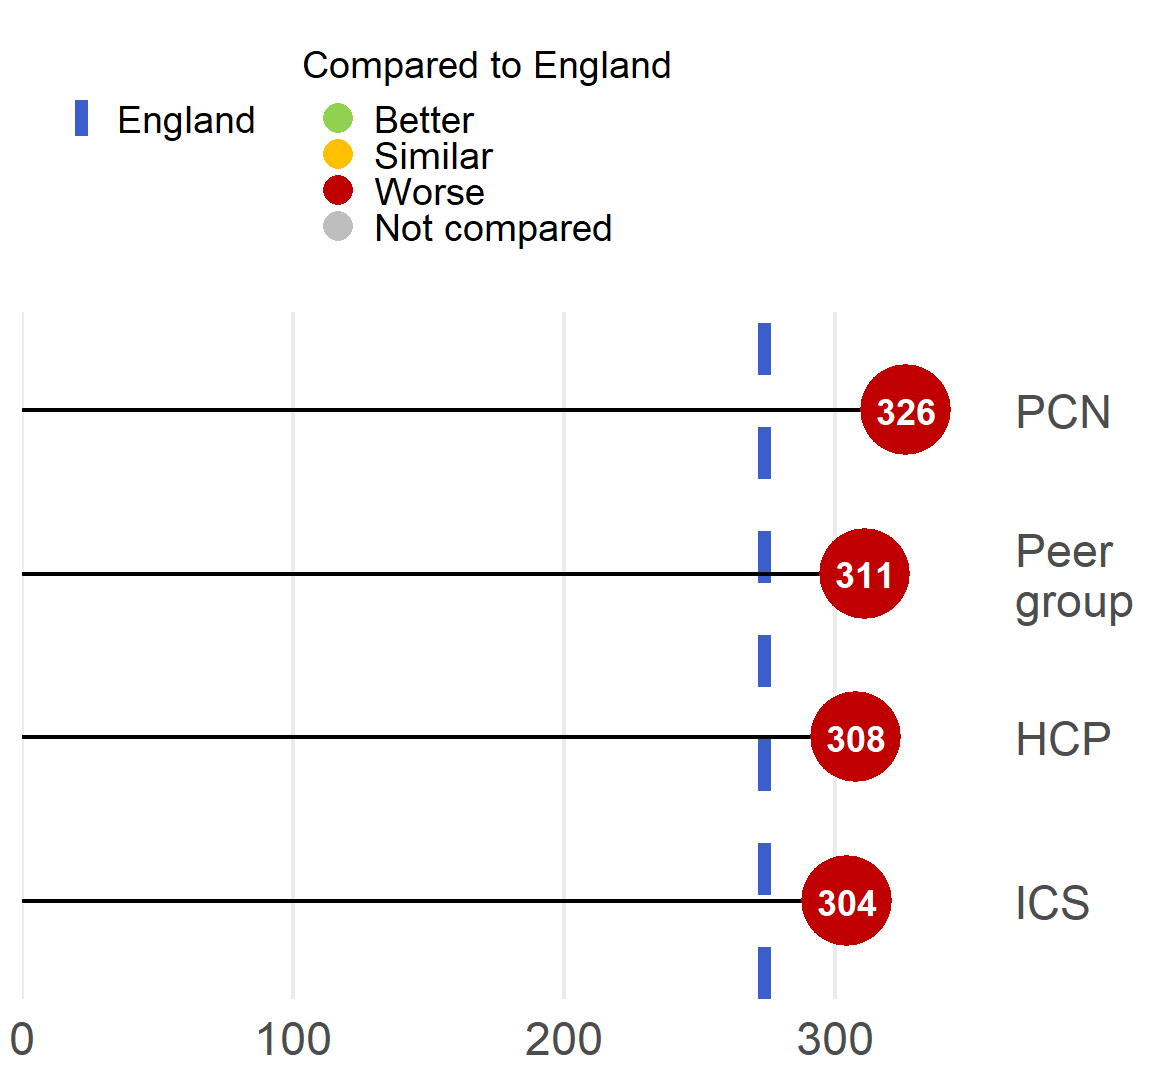 Compared to England
England
Better
Similar
Worse
Not compared
326
PCN
311
Peer
group
308
HCP
304
ICS
0
100
200
300